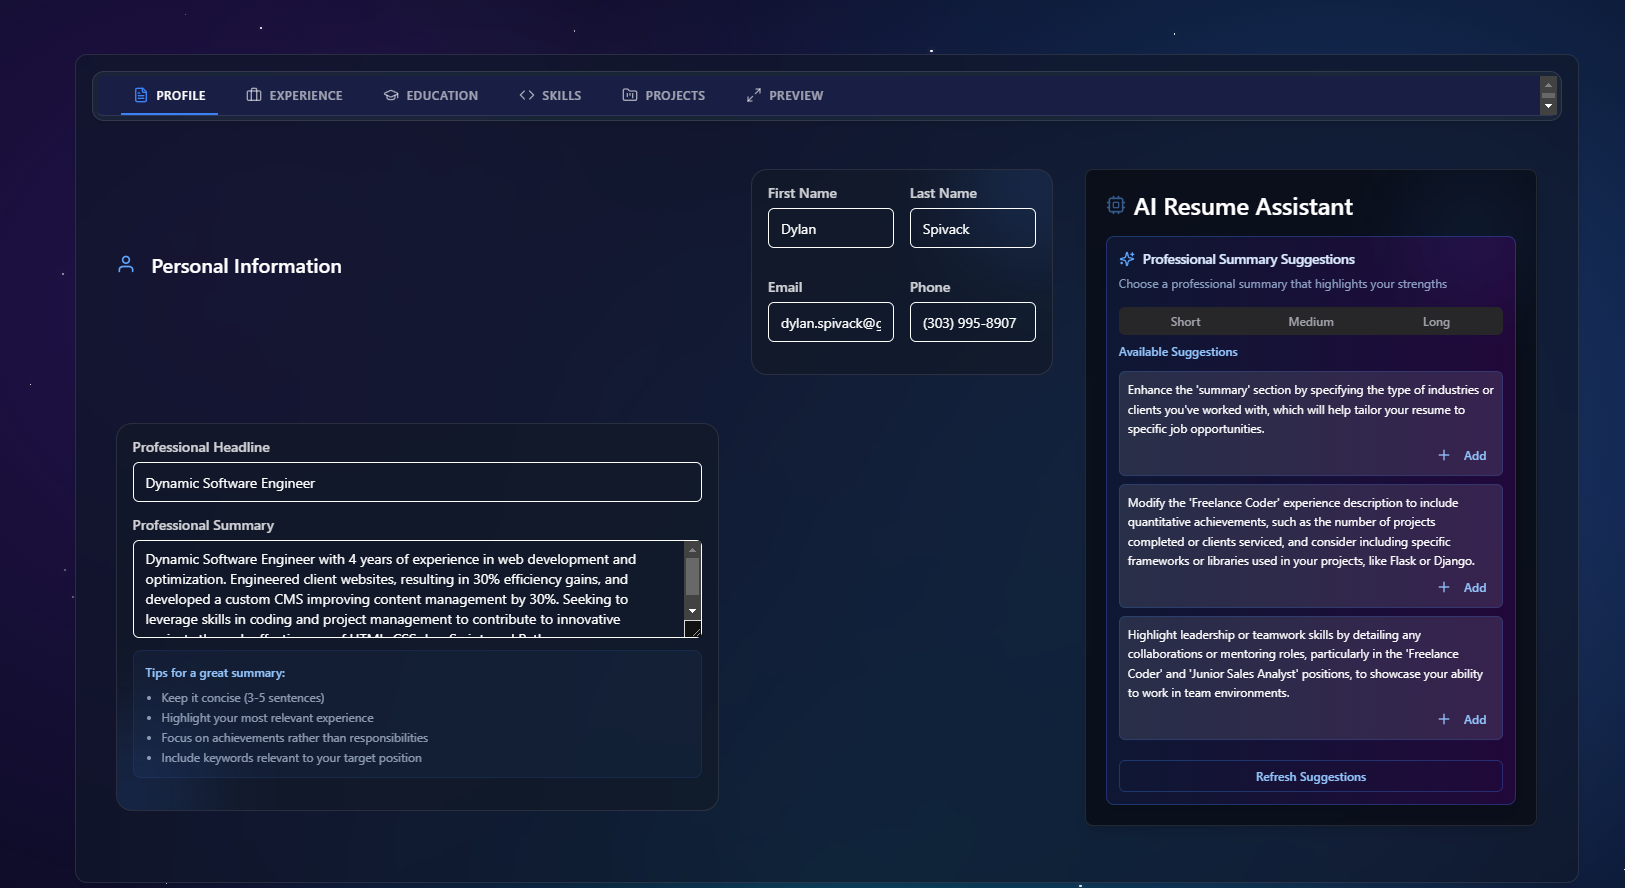 PROFILE
EXPERIENCE
EDUCATION
SKILLS
PROJECTS
PREVIEW
Personal Information
First Name
Last Name
Dylan
Spivack
Email
Phone
dylan.spivack@g
(303) 995-8907
Professional Headline
Dynamic Software Engineer
Professional Summary
Dynamic Software Engineer with 4 years of experience in web development and
optimization. Engineered client websites, resulting in 30% efficiency gains, and
developed a custom CMS improving content management by 30%. Seeking to
leverage skills in coding and project management to contribute to innovative
Tips for a great summary:
• Keep it concise (3-5 sentences)
• Highlight your most relevant experience
• Focus on achievements rather than responsibilities
• Include keywords relevant to your target position
AI Resume Assistant
Professional Summary Suggestions
Choose a professional summary that highlights your strengths
Short
Medium
Long
Available Suggestions
Enhance the 'summary' section by specifying the type of industries or
clients you've worked with, which will help tailor your resume to
specific job opportunities.
+ Add
Modify the 'Freelance Coder' experience description to include
quantitative achievements, such as the number of projects
completed or clients serviced, and consider including specific
frameworks or libraries used in your projects, like Flask or Django.
+ Add
Highlight leadership or teamwork skills by detailing any
collaborations or mentoring roles, particularly in the 'Freelance
Coder' and 'Junior Sales Analyst' positions, to showcase your ability
to work in team environments.
+ Add
Refresh Suggestions